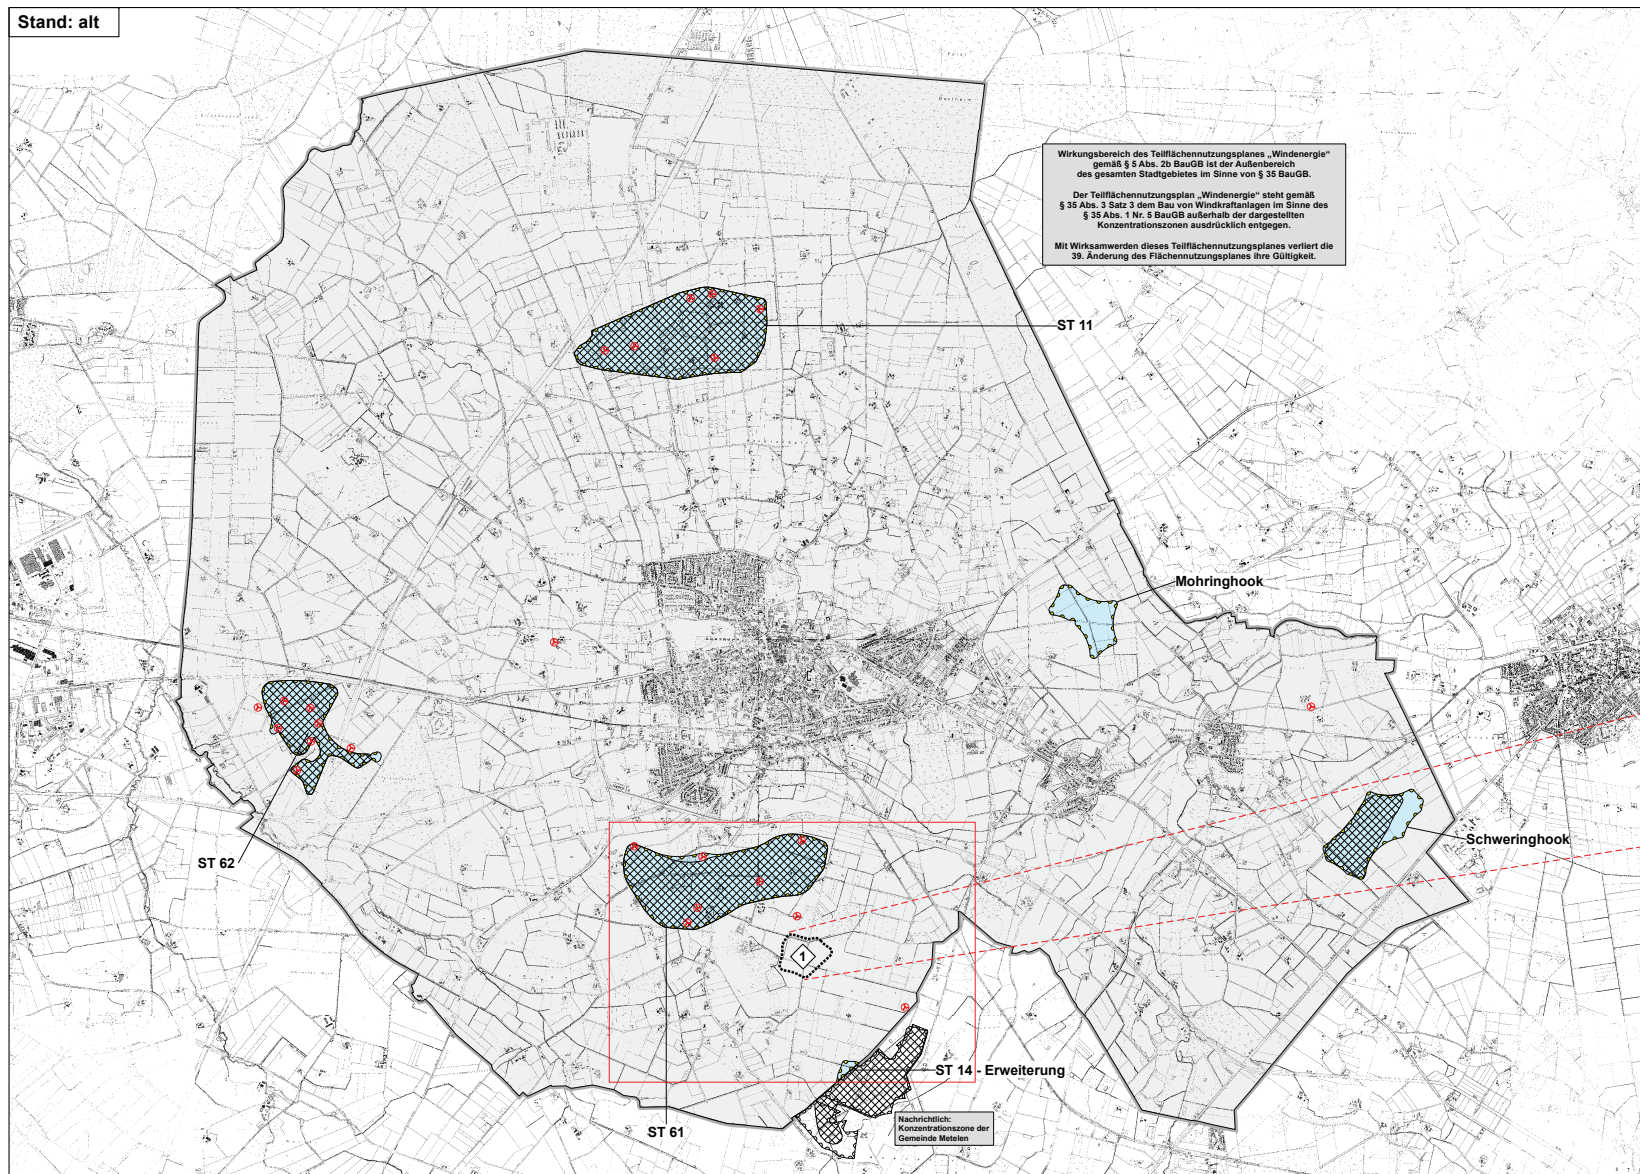 Stand: alt
Wirkungsbereich des Teilflächennutzungsplanes „Windenergie“
gemäß § 5 Abs. 2b BauGB ist der Außenbereich
des gesamten Stadtgebietes im Sinne von § 35 BauGB.
Der Teilflächennutzungsplan „Windenergie“ steht gemäß
§ 35 Abs. 3 Satz 3 dem Bau von Windkraftanlagen im Sinne des
§ 35 Abs. 1 Nr. 5 BauGB außerhalb der dargestellten
Konzentrationszonen ausdrücklich entgegen.
Mit Wirksamwerden dieses Teilflächennutzungsplanes verliert die
39. Änderung des Flächennutzungsplanes ihre Gültigkeit.
ST 11
Mohringhook
Schweringhook
ST 62
1
ST 14 - Erweiterung
ST 61
Nachrichtlich:
Konzentrationszone der
Gemeinde Metelen